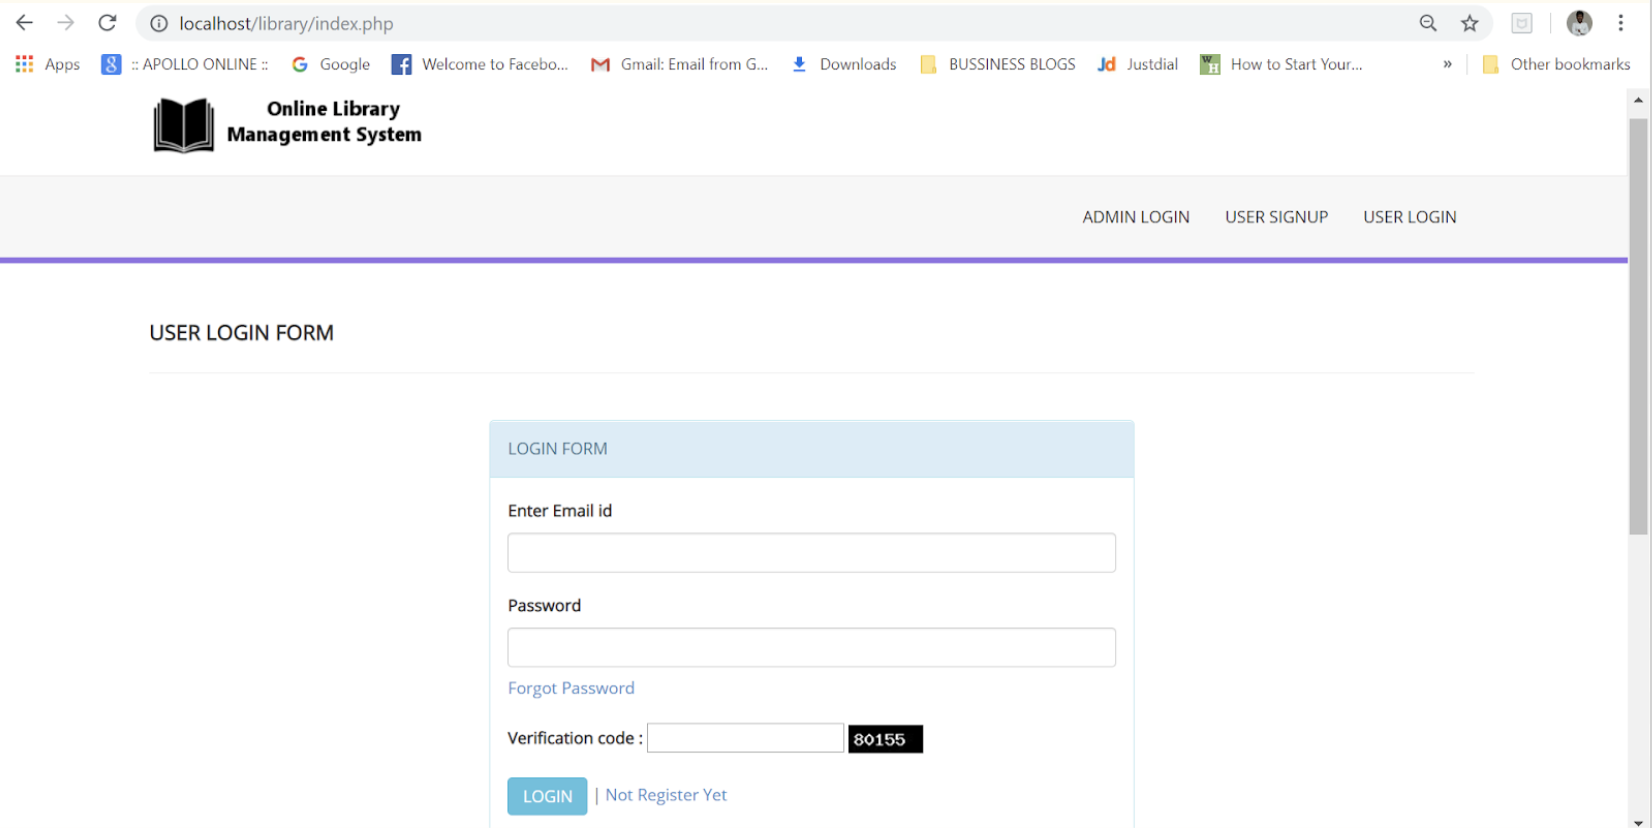 localhost/library/index.php
Apps :: APOLLO ONLINE :: Google Welcome to Facebo... Gmail: Email from G... Downloads BUSSINESS BLOGS Jd Justdial How to Start Your... » Other bookmarks
Online Library
Management System
ADMIN LOGIN USER SIGNUP USER LOGIN
USER LOGIN FORM
LOGIN FORM
Enter Email id
Password
Forgot Password
Verification code : 80155
LOGIN | Not Register Yet